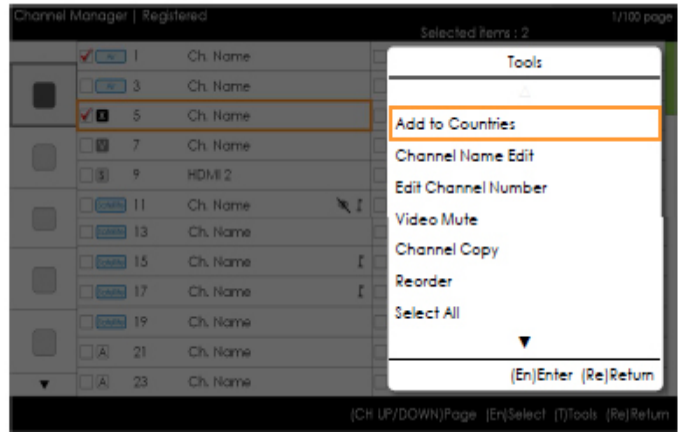 Channel Manager | Registered
1/100 page
Selected items : 2
Air 1 Ch. Name
Air 3 Ch. Name
5 Ch. Name
7 Ch. Name
S 9 HDMI 2
11 Ch. Name
13 Ch. Name
15 Ch. Name
17 Ch. Name
19 Ch. Name
A 21 Ch. Name
A 23 Ch. Name
Tools
Add to Countries
Channel Name Edit
Edit Channel Number
Video Mute
Channel Copy
Reorder
Select All
(En)Enter (Re)Return
(CH UP/DOWN)Page (En)Select (T)Tools (Re)Return